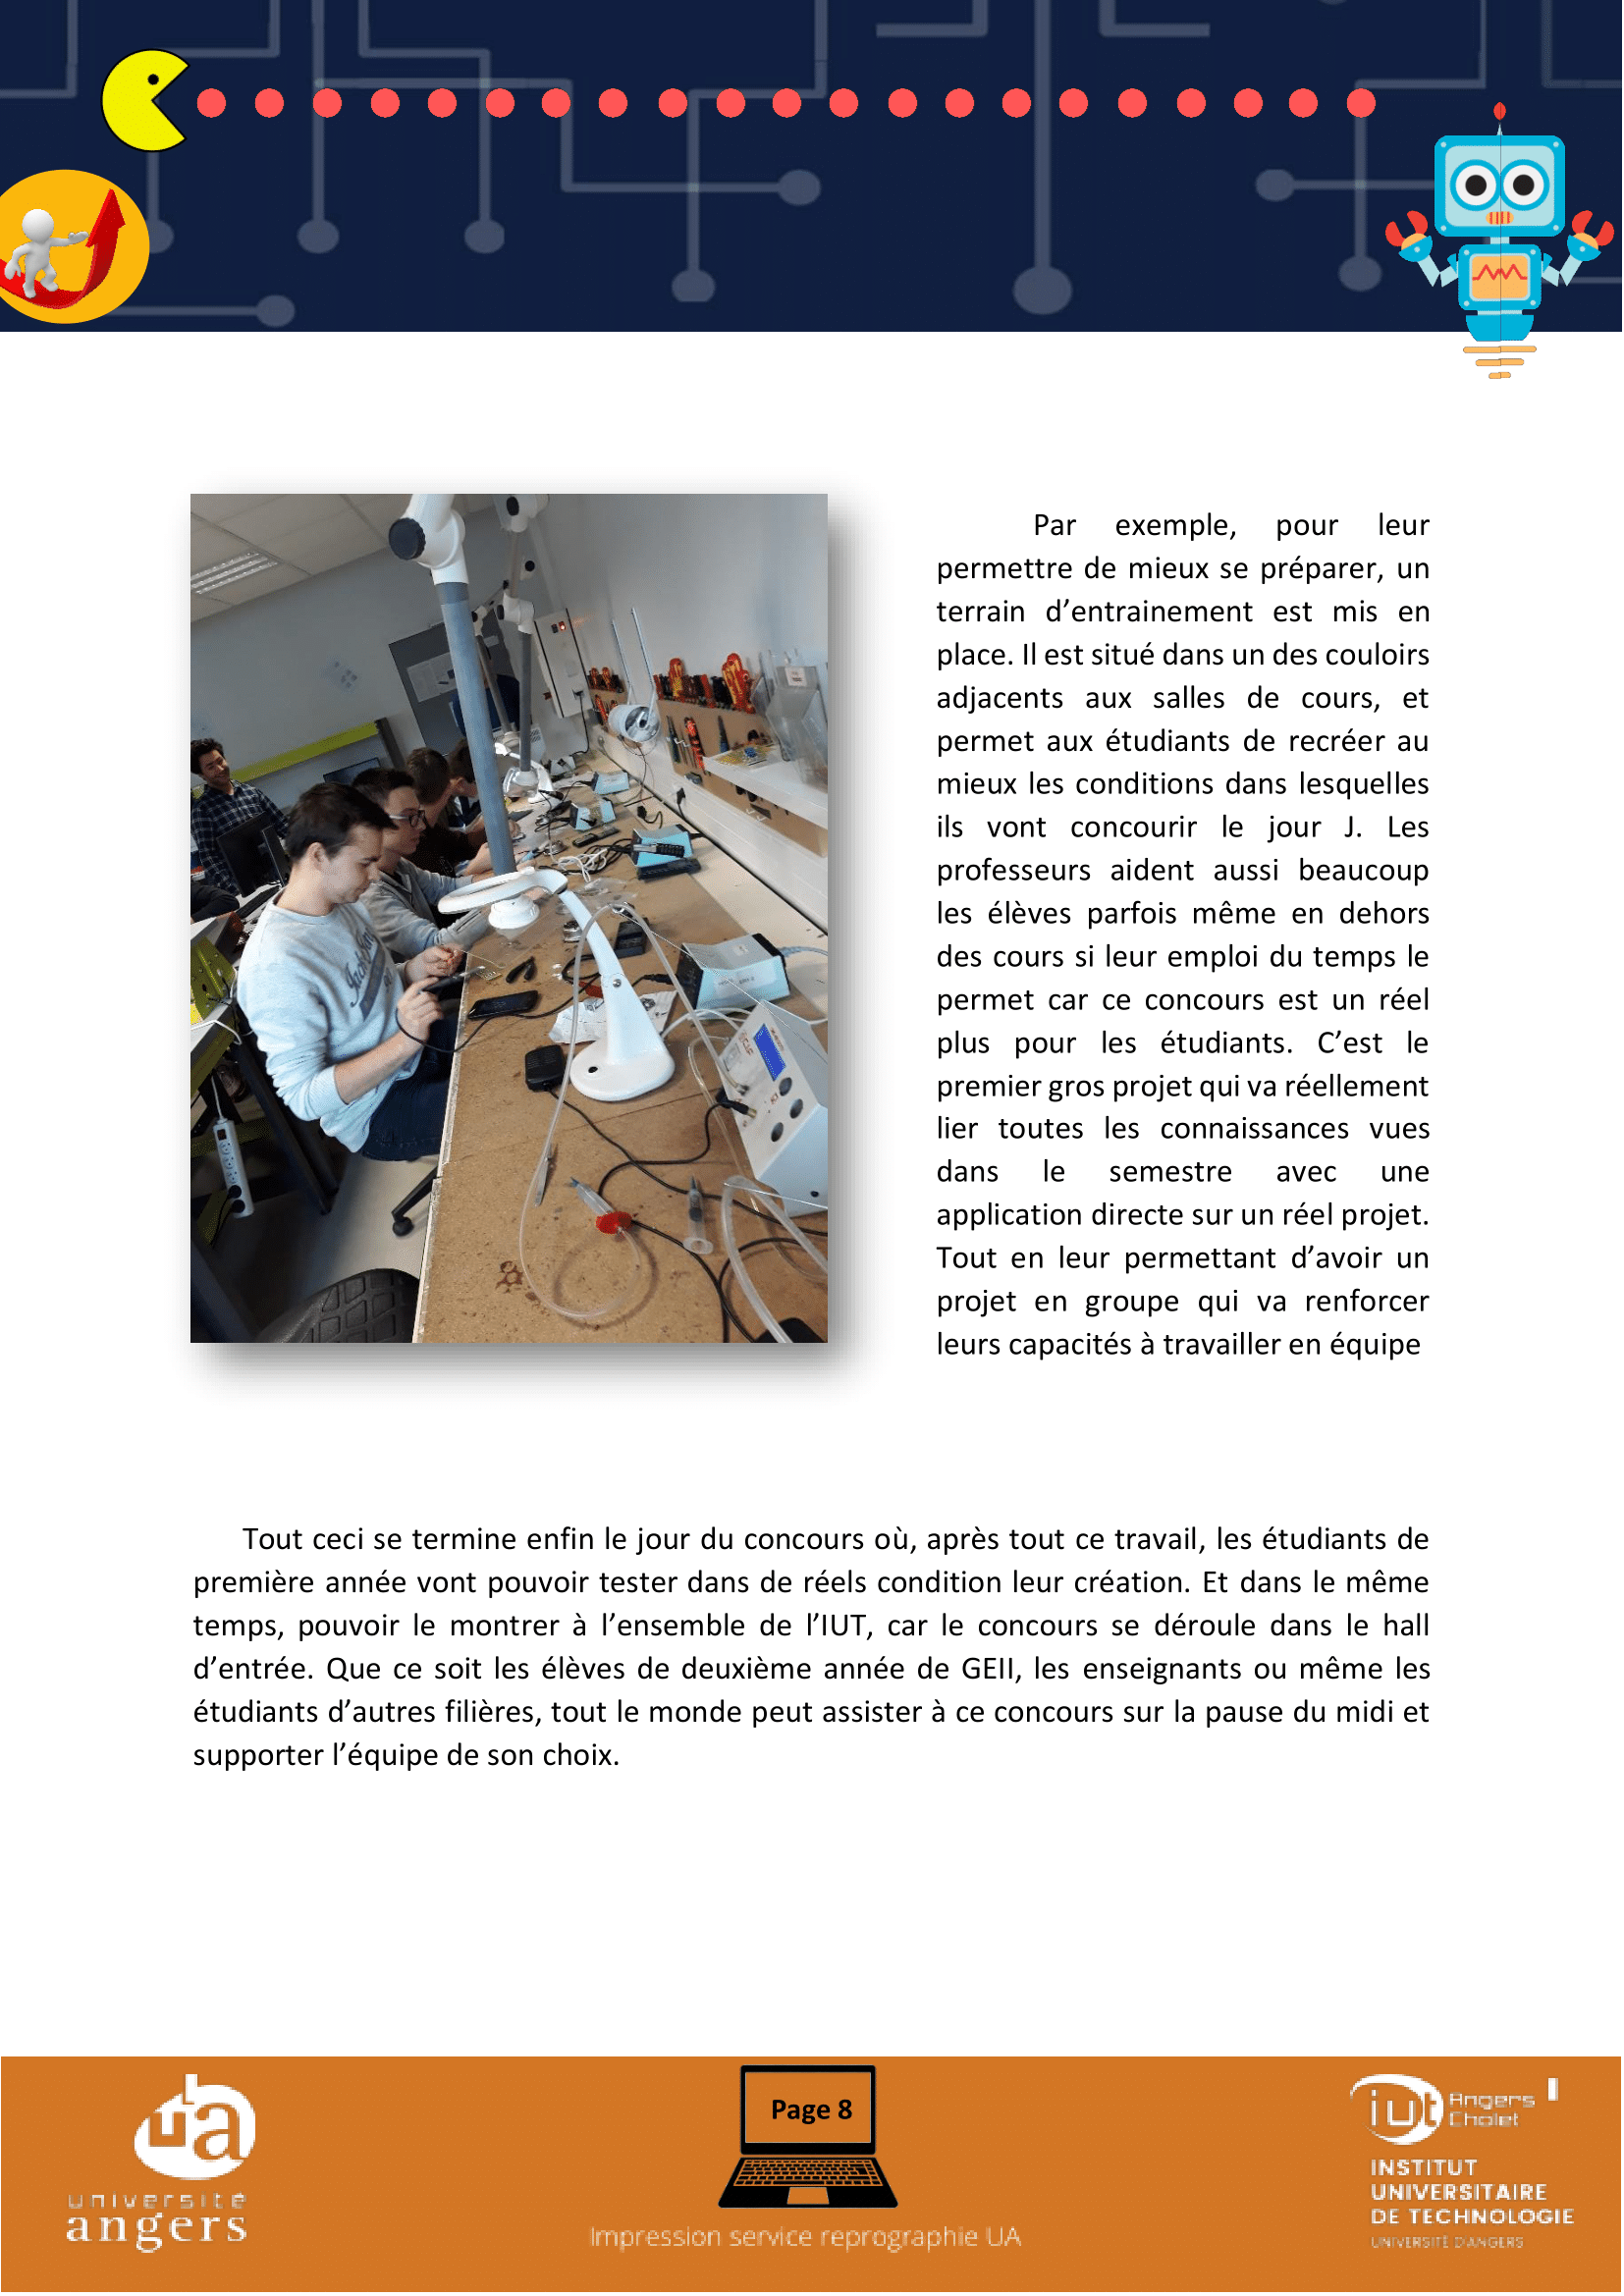 Par exemple, pour leur
permettre de mieux se préparer, un
terrain d’entrainement est mis en
place. Il est situé dans un des couloirs
adjacents aux salles de cours, et
permet aux étudiants de recréer au
mieux les conditions dans lesquelles
ils vont concourir le jour J. Les
professeurs aident aussi beaucoup
les élèves parfois même en dehors
des cours si leur emploi du temps le
permet car ce concours est un réel
plus pour les étudiants. C’est le
premier gros projet qui va réellement
lier toutes les connaissances vues
dans le semestre avec une
application directe sur un réel projet.
Tout en leur permettant d’avoir un
projet en groupe qui va renforcer
leurs capacités à travailler en équipe
Tout ceci se termine enfin le jour du concours où, après tout ce travail, les étudiants de
première année vont pouvoir tester dans de réels condition leur création. Et dans le même
temps, pouvoir le montrer à l’ensemble de l’IUT, car le concours se déroule dans le hall
d’entrée. Que ce soit les élèves de deuxième année de GEII, les enseignants ou même les
étudiants d’autres filières, tout le monde peut assister à ce concours sur la pause du midi et
supporter l’équipe de son choix.
ua
université
angers
Page 8
Impression service reprographie UA
iut Angers
Cholet
INSTITUT
UNIVERSITAIRE
DE TECHNOLOGIE
UNIVERSITÉ D'ANGERS